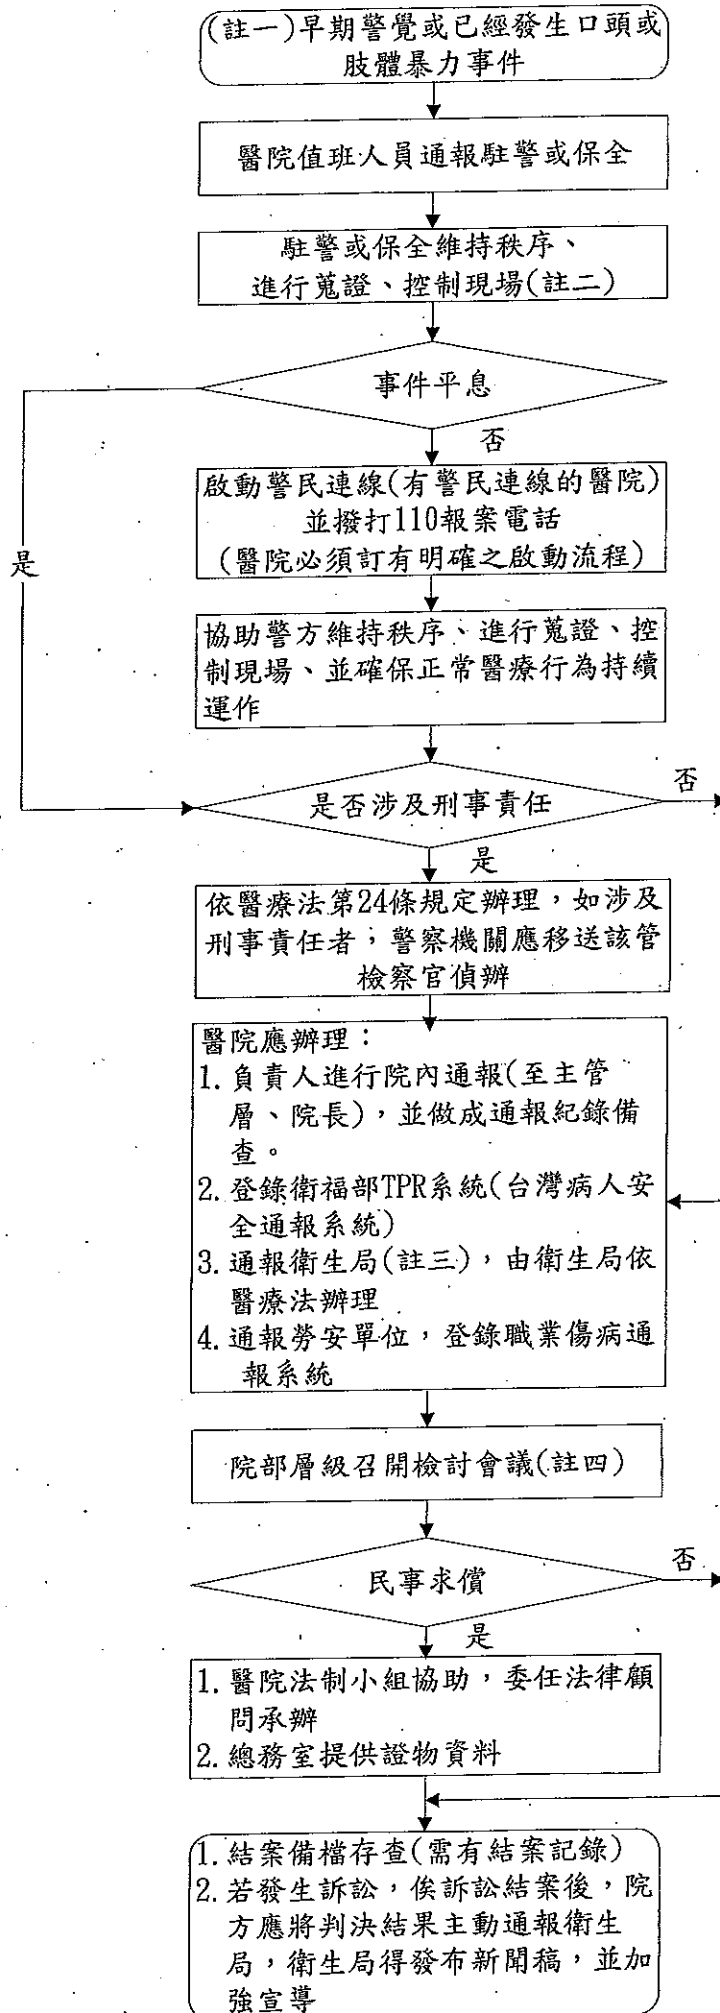 (註一)早期警覺或已經發生口頭或
肢體暴力事件
醫院值班人員通報駐警或保全
駐警或保全維持秩序、
進行蒐證、控制現場(註二)
事件平息
否
是
啟動警民連線(有警民連線的醫院)
並撥打110報案電話
(醫院必須訂有明確之啟動流程)
協助警方維持秩序、進行蒐證、控
制現場、並確保正常醫療行為持續
運作
是否涉及刑事責任
否
是
依醫療法第24條規定辦理，如涉及
刑事責任者，警察機關應移送該管
檢察官偵辦
醫院應辦理：
1. 負責人進行院內通報(至主管
層、院長)，並做成通報紀錄備
查。
2. 登錄衛福部TPR系統(台灣病人安
全通報系統)
3. 通報衛生局(註三)，由衛生局依
醫療法辦理
4. 通報勞安單位，登錄職業傷病通
報系統
院部層級召開檢討會議(註四)
民事求償
否
是
1. 醫院法制小組協助，委任法律顧
問承辦
2. 總務室提供證物資料
1. 結案備檔存查(需有結案記錄)
2. 若發生訴訟，俟訴訟結案後，院
方應將判決結果主動通報衛生
局，衛生局得發布新聞稿，並加
強宣導